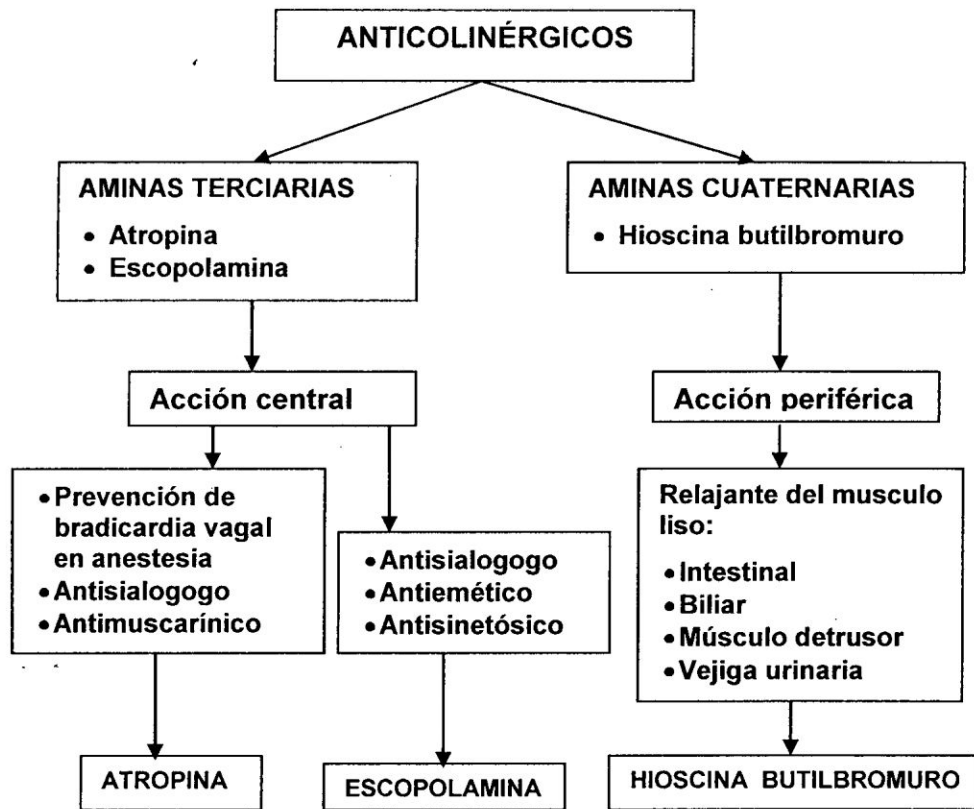 ANTICOLINÉRGICOS
AMINAS TERCIARIAS
• Atropina
• Escopolamina
AMINAS CUATERNARIAS
• Hioscina butilbromuro
Acción central
Acción periférica
• Prevención de
bradicardia vagal
en anestesia
• Antisialogogo
• Antimuscarínico
• Antisialogogo
• Antiemético
• Antisinetósico
Relajante del musculo
liso:
• Intestinal
• Biliar
• Músculo detrusor
• Vejiga urinaria
ATROPINA
ESCOPOLAMINA
HIOSCINA BUTILBROMURO